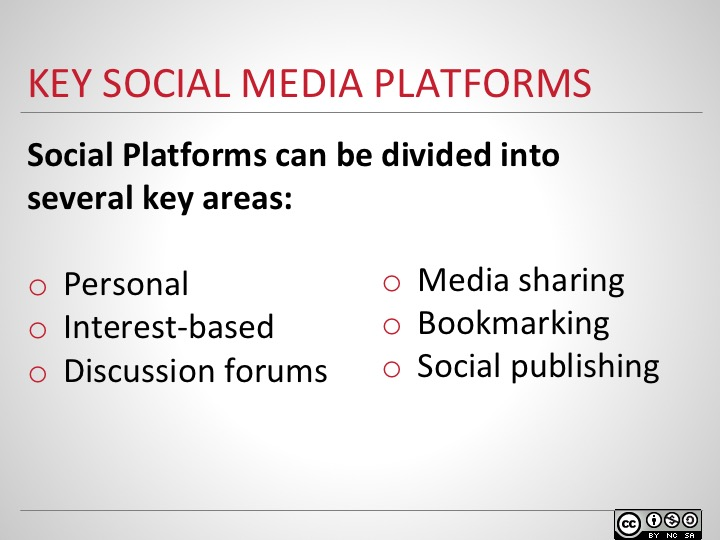 KEY SOCIAL MEDIA PLATFORMS
Social Platforms can be divided into
several key areas:
o Personal
o Interest-based
o Discussion forums
o Media sharing
o Bookmarking
o Social publishing
cc
BY NC SA